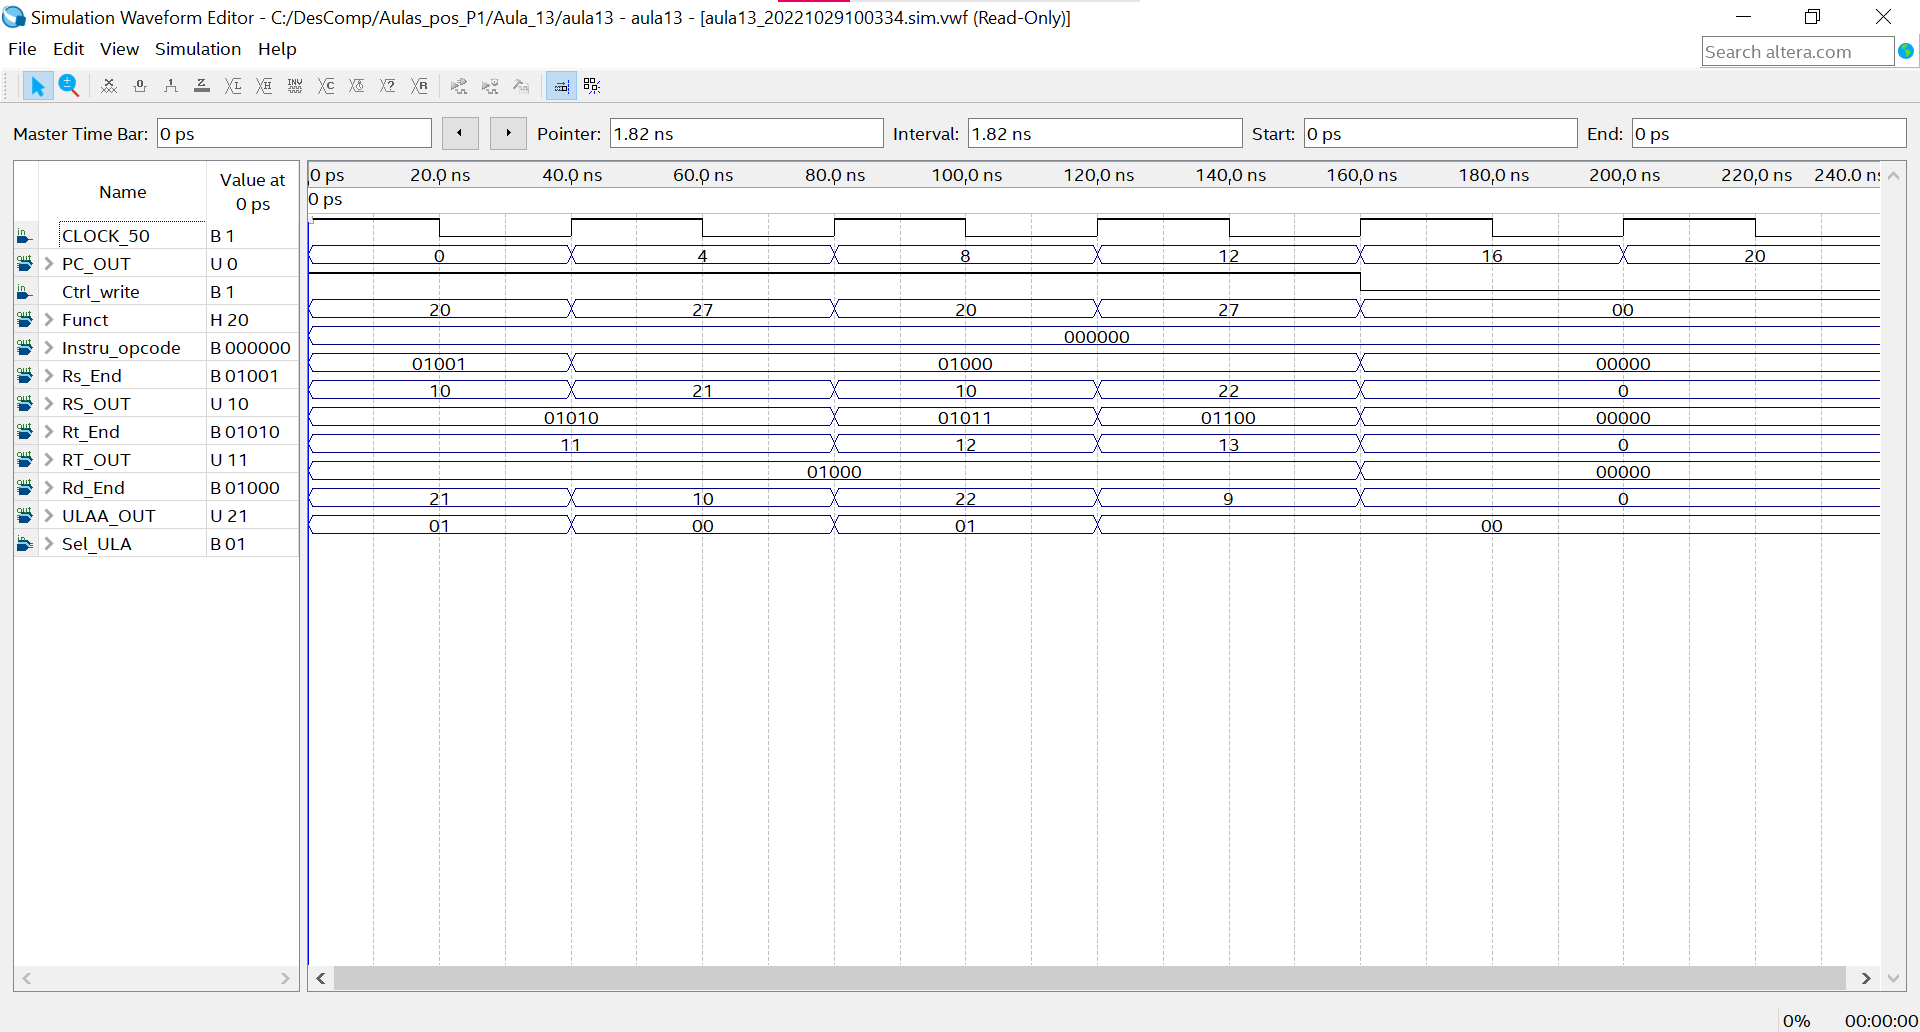 Simulation Waveform Editor - C:/DesComp/Aulas_pos_P1/Aula_13/aula13 - aula13 - [aula13_20221029100334.sim.vwf (Read-Only)]
File Edit View Simulation Help
Search altera.com
Master Time Bar: 0 ps Pointer: 1.82 ns Interval: 1.82 ns Start: 0 ps End: 0 ps
Name Value at 0 ps
0 ps 20.0 ns 40.0 ns 60.0 ns 80.0 ns 100.0 ns 120.0 ns 140.0 ns 160.0 ns 180.0 ns 200.0 ns 220.0 ns 240.0 ns
0 ps
CLOCK_50 B 1
PC_OUT U 0 0 4 8 12 16 20
Ctrl_write B 1
Funct H 20 20 27 20 27 00
Instru_opcode B 000000 000000
Rs_End B 01001 01001 01000 00000
RS_OUT U 10 10 21 10 22 0
Rt_End B 01010 01010 01011 01100 00000
RT_OUT U 11 11 12 13 0
Rd_End B 01000 01000 00000
ULAA_OUT U 21 21 10 22 9 0
Sel_ULA B 01 01 00 01 00
0% 00:00:00